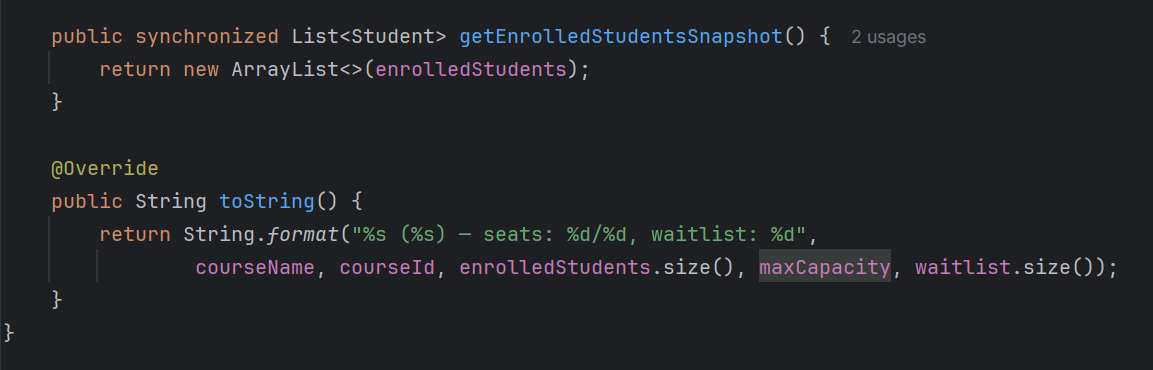 public synchronized List<Student> getEnrolledStudentsSnapshot() { 2 usages
return new ArrayList<>(enrolledStudents);
}
@Override
public String toString() {
return String.format("%s (%s) — seats: %d/%d, waitlist: %d",
courseName, courseId, enrolledStudents.size(), maxCapacity, waitlist.size());
}
}